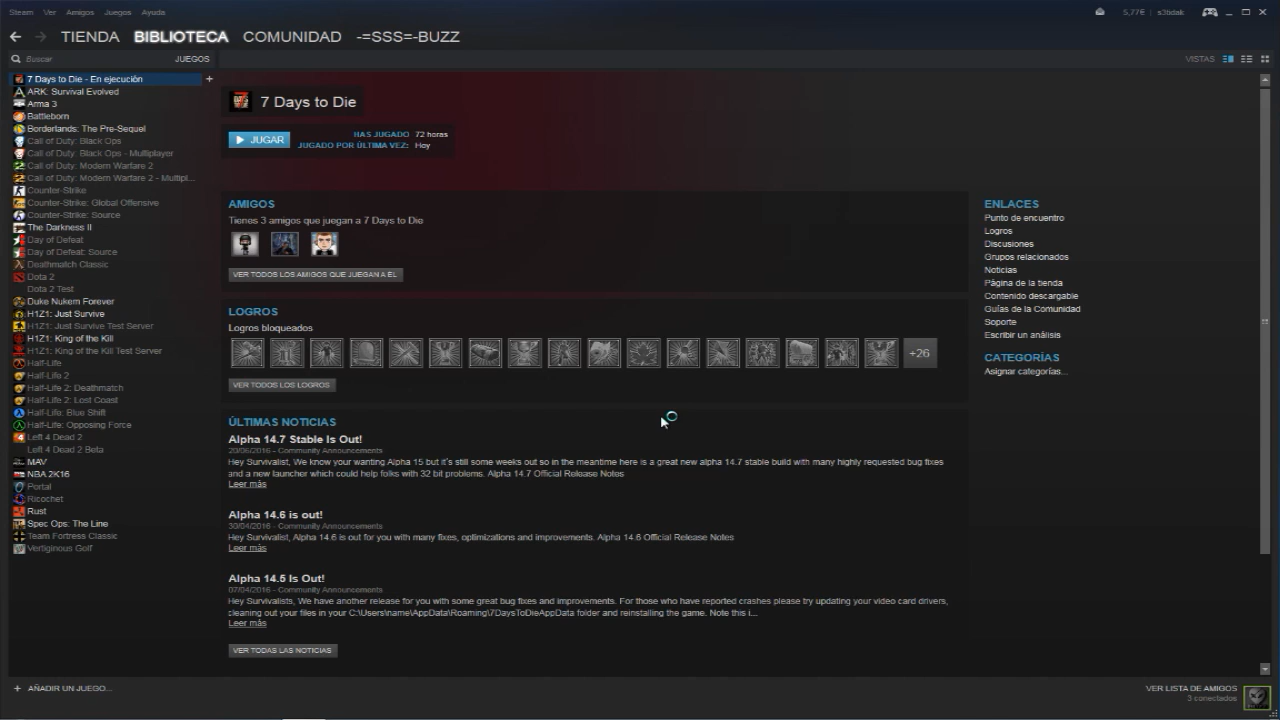 Steam Ver Amigos Juegos Ayuda
5,77€ s3tidak
TIENDA BIBLIOTECA COMUNIDAD -=SSS=-BUZZ
Buscar JUEGOS
VISTAS
7 Days to Die - En ejecución
ARK: Survival Evolved
Arma 3
Battleborn
Borderlands: The Pre-Sequel
Call of Duty: Black Ops
Call of Duty: Black Ops - Multiplayer
Call of Duty: Modern Warfare 2
Call of Duty: Modern Warfare 2 - Multipl...
Counter-Strike
Counter-Strike: Global Offensive
Counter-Strike: Source
The Darkness II
Day of Defeat
Day of Defeat: Source
Deathmatch Classic
Dota 2
Dota 2 Test
Duke Nukem Forever
H1Z1: Just Survive
H1Z1: Just Survive Test Server
H1Z1: King of the Kill
H1Z1: King of the Kill Test Server
Half-Life
Half-Life 2
Half-Life 2: Deathmatch
Half-Life 2: Lost Coast
Half-Life: Blue Shift
Half-Life: Opposing Force
Left 4 Dead 2
Left 4 Dead 2 Beta
MAV
NBA 2K16
Portal
Ricochet
Rust
Spec Ops: The Line
Team Fortress Classic
Vertiginous Golf
+ AÑADIR UN JUEGO...
7 Days to Die
JUGAR
HAS JUGADO 72 horas
JUGADO POR ÚLTIMA VEZ: Hoy
AMIGOS
Tienes 3 amigos que juegan a 7 Days to Die
VER TODOS LOS AMIGOS QUE JUEGAN A ÉL
LOGROS
Logros bloqueados
+26
VER TODOS LOS LOGROS
ÚLTIMAS NOTICIAS
Alpha 14.7 Stable Is Out!
20/06/2016 - Community Announcements
Hey Survivalist, We know your wanting Alpha 15 but it's still some weeks out so in the meantime here is a great new alpha 14.7 stable build with many highly requested bug fixes
and a new launcher which could help folks with 32 bit problems. Alpha 14.7 Official Release Notes
Leer más
Alpha 14.6 is out!
30/04/2016 - Community Announcements
Hey Survivalist, Alpha 14.6 is out for you with many fixes, optimizations and improvements. Alpha 14.6 Official Release Notes
Leer más
Alpha 14.5 Is Out!
07/04/2016 - Community Announcements
Hey Survivalists, We have another release for you with some great bug fixes and improvements. For those who have reported crashes please try updating your video card drivers,
cleaning out your files in your C:\Users\name\AppData\Roaming\7DaysToDieAppData folder and reinstalling the game. Note this i...
Leer más
VER TODAS LAS NOTICIAS
ENLACES
Punto de encuentro
Logros
Discusiones
Grupos relacionados
Noticias
Página de la tienda
Contenido descargable
Guías de la Comunidad
Soporte
Escribir un análisis
CATEGORÍAS
Asignar categorías...
VER LISTA DE AMIGOS
3 conectados